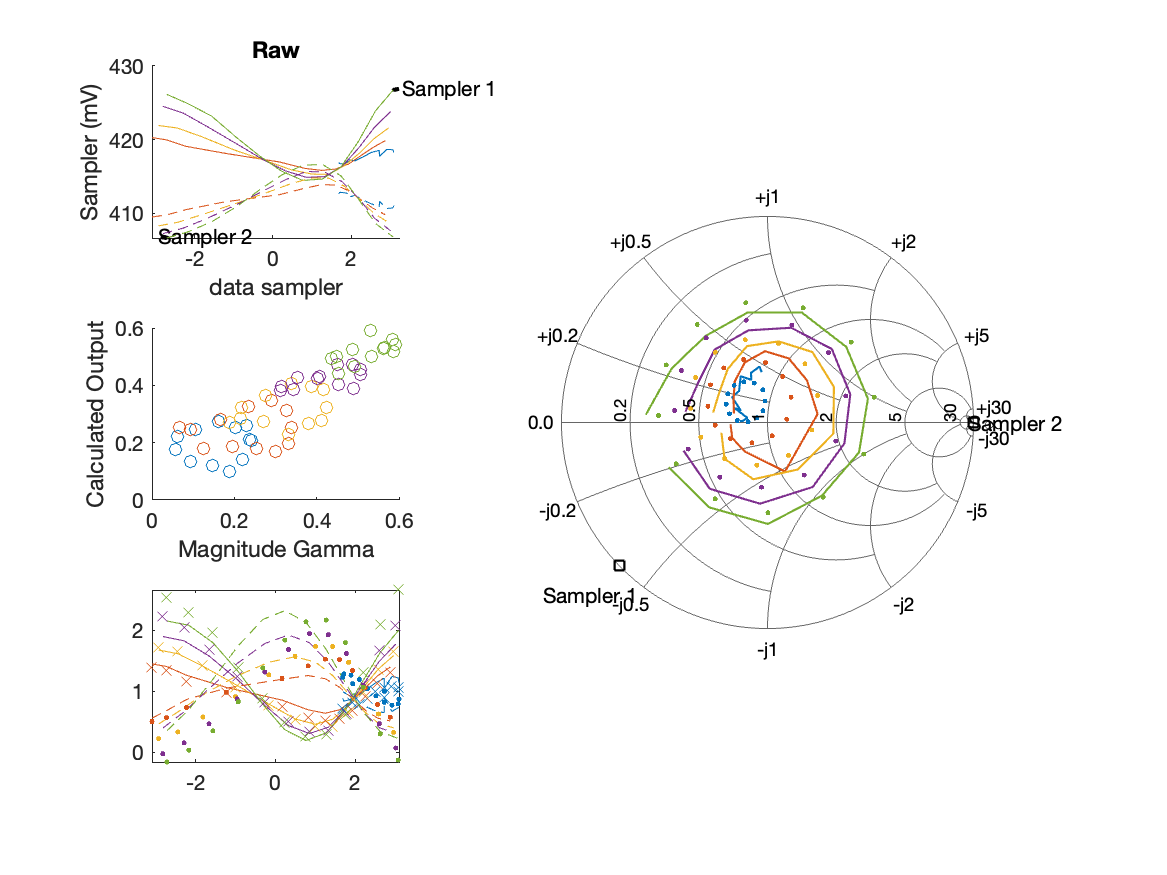 Raw
430
420
410
Sampler (mV)
Sampler 1
Sampler 2
-2
0
2
data sampler
0.6
0.4
0.2
0
Calculated Output
0
0.2
0.4
0.6
Magnitude Gamma
2
1
0
-2
0
2
+j1
+j0.5
+j2
+j0.2
+j5
0.0
0.2
0.5
1
2
5
30
+j30
Sampler 2
-j30
-j0.2
-j5
Sampler 1
-j0.5
-j2
-j1